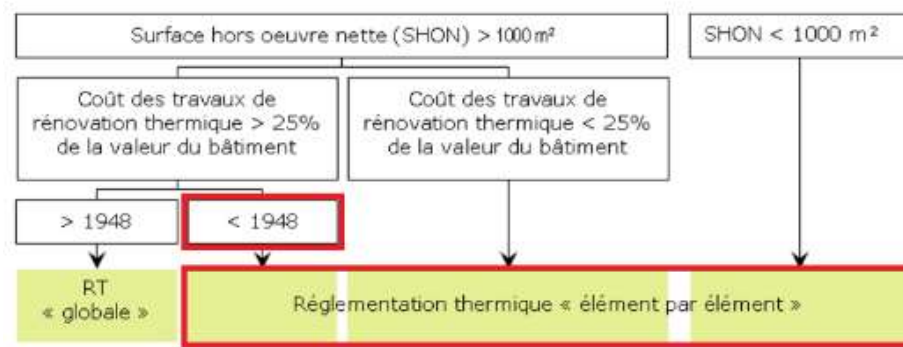 Surface hors oeuvre nette (SHON) > 1000 m²
SHON < 1000 m²
Coût des travaux de
rénovation thermique > 25%
de la valeur du bâtiment
Coût des travaux de
rénovation thermique < 25%
de la valeur du bâtiment
> 1948
< 1948
RT
« globale »
Réglementation thermique « élément par élément »